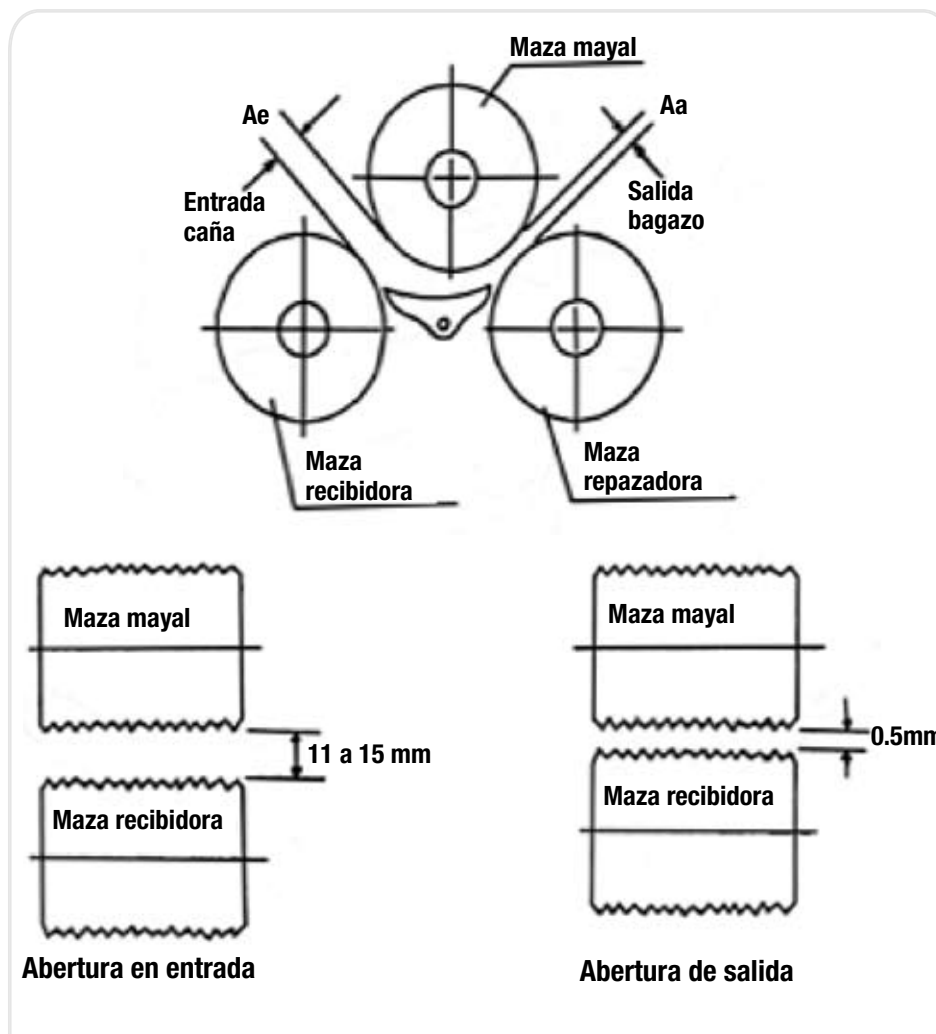 Maza mayal
Ae
Aa
Entrada
caña
Salida
bagazo
Maza
recibidora
Maza
repazadora
Maza mayal
Maza mayal
11 a 15 mm
0.5mm
Maza recibidora
Maza recibidora
Abertura en entrada
Abertura de salida